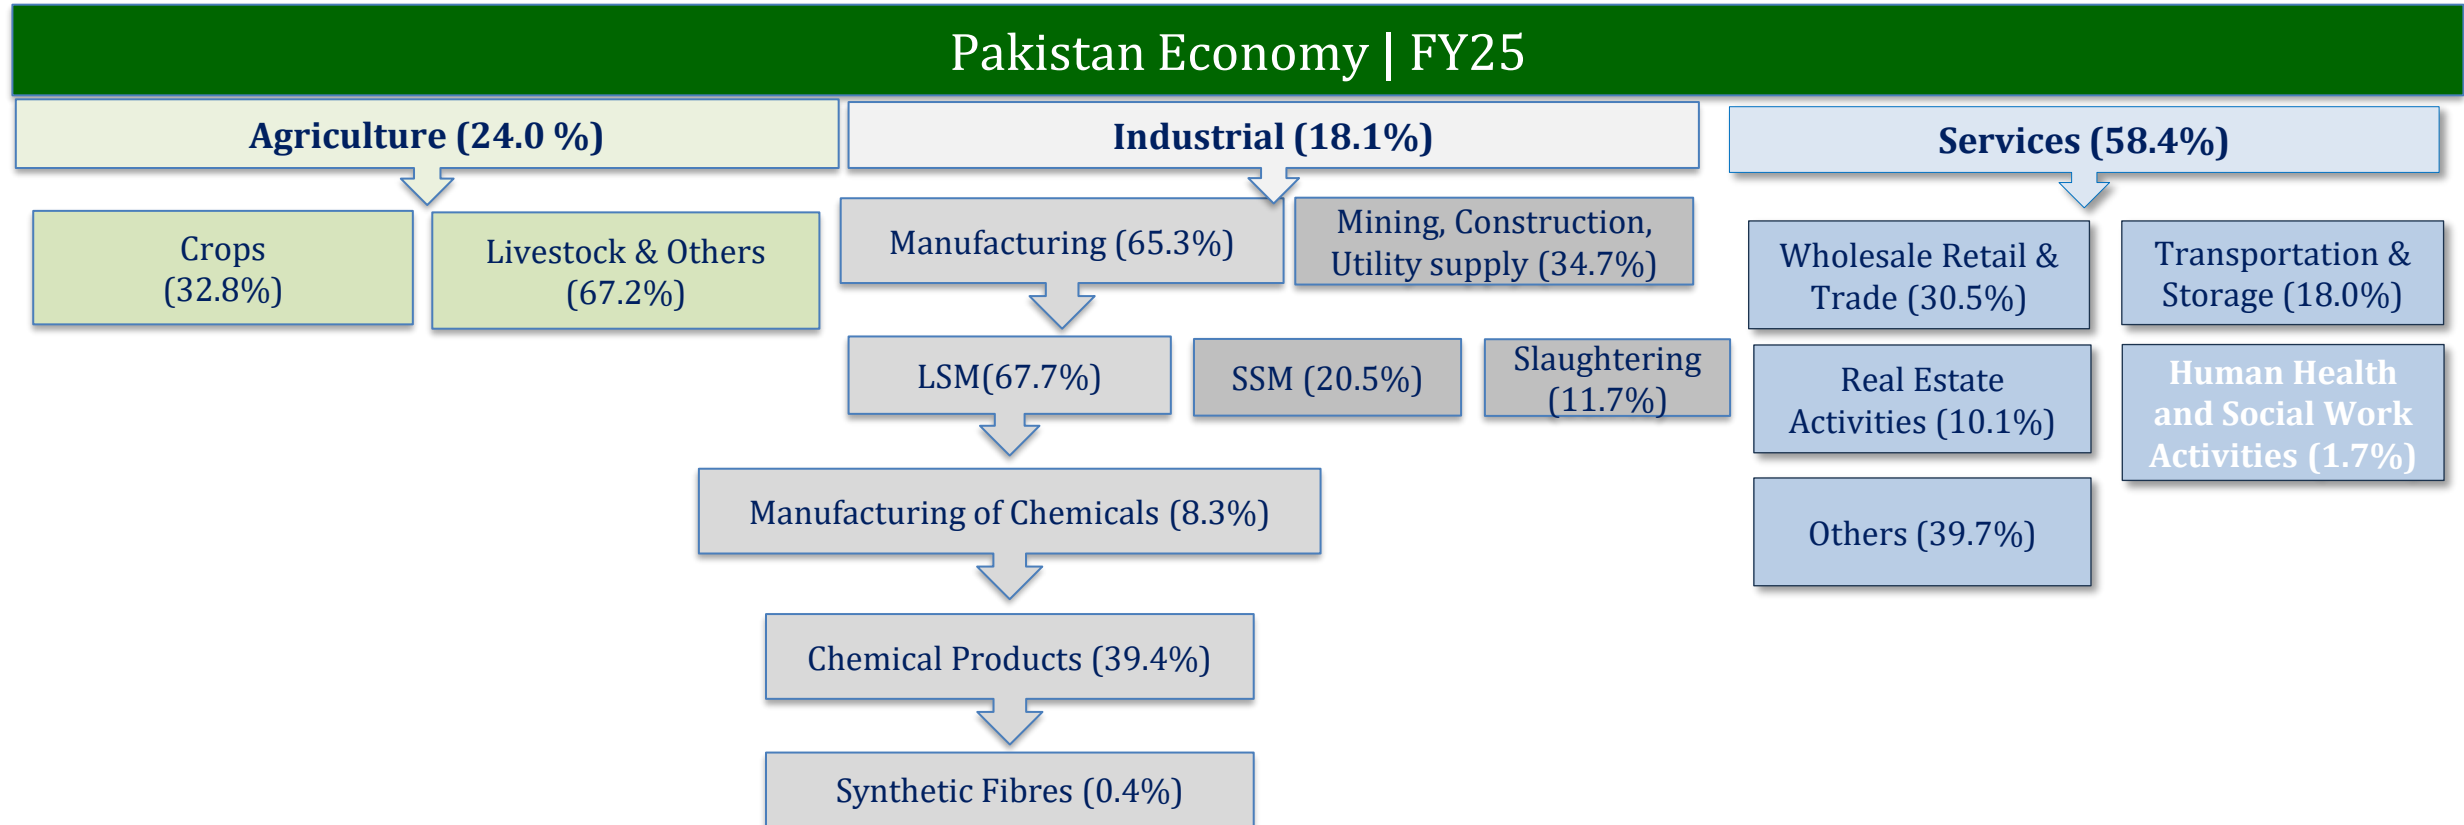 Pakistan Economy | FY25
Agriculture (24.0 %)
Industrial (18.1%)
Services (58.4%)
Crops
(32.8%)
Livestock & Others
(67.2%)
Manufacturing (65.3%)
Mining, Construction,
Utility supply (34.7%)
Wholesale Retail &
Trade (30.5%)
Transportation &
Storage (18.0%)
LSM(67.7%)
SSM (20.5%)
Slaughtering
(11.7%)
Real Estate
Activities (10.1%)
Human Health
and Social Work
Activities (1.7%)
Manufacturing of Chemicals (8.3%)
Others (39.7%)
Chemical Products (39.4%)
Synthetic Fibres (0.4%)